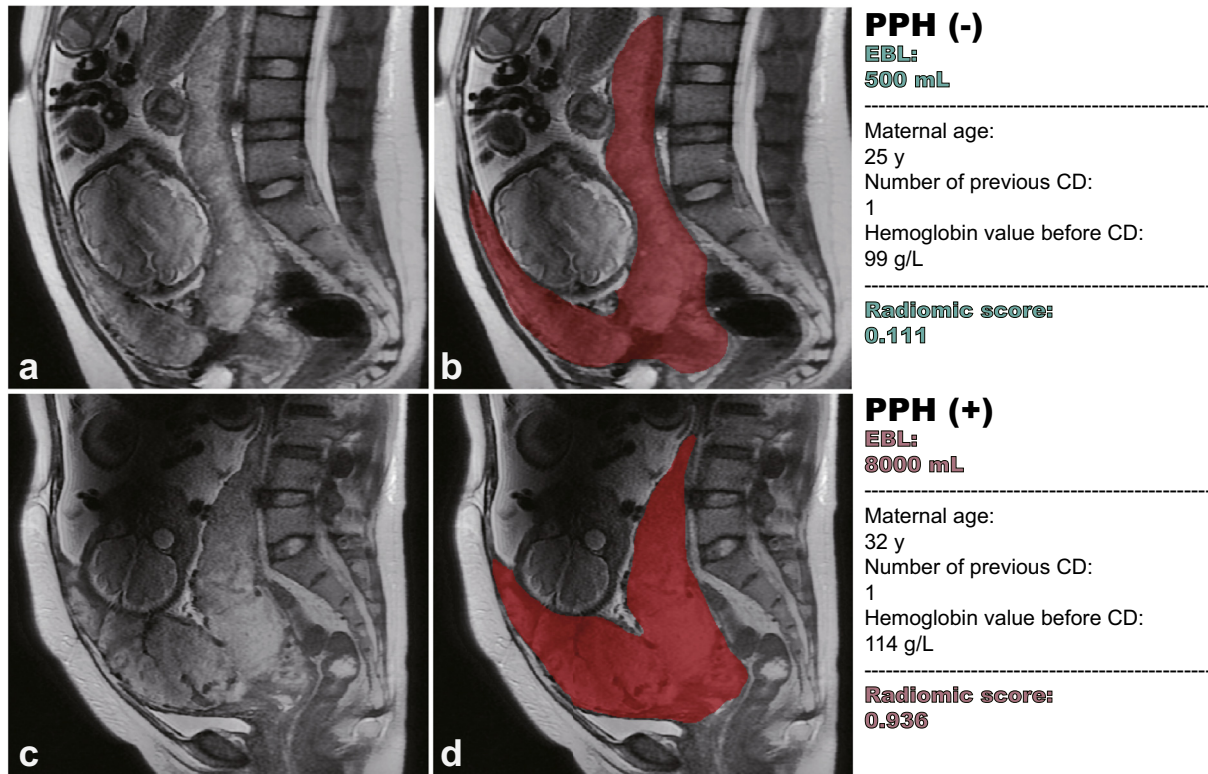 a
b
PPH (-)
EBL:
500 mL
--------------------------------------------------
Maternal age:
25 y
Number of previous CD:
1
Hemoglobin value before CD:
99 g/L
--------------------------------------------------
Radiomic score:
0.111
c
d
PPH (+)
EBL:
8000 mL
--------------------------------------------------
Maternal age:
32 y
Number of previous CD:
1
Hemoglobin value before CD:
114 g/L
--------------------------------------------------
Radiomic score:
0.936